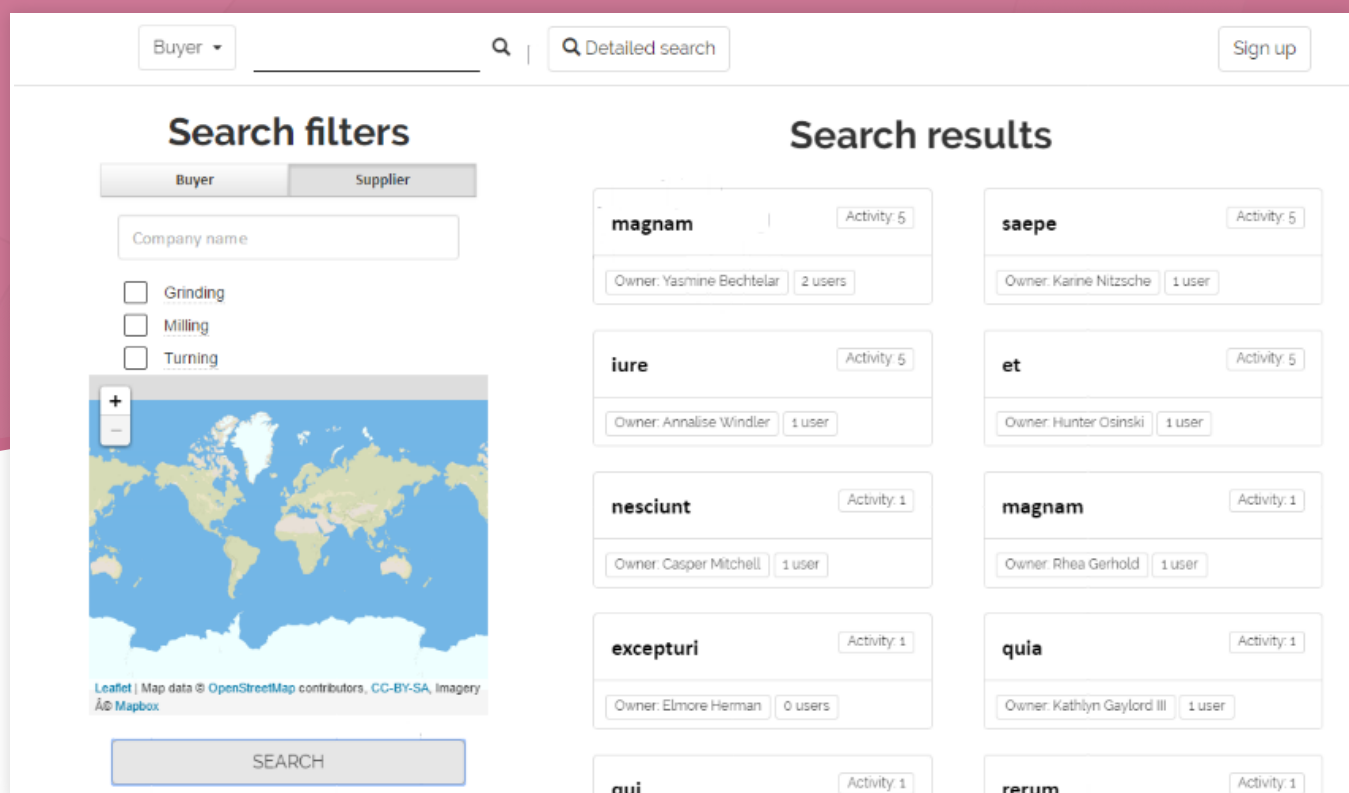 Buyer
Detailed search
Sign up
Search filters
Buyer
Supplier
Company name
Grinding
Milling
Turning
+
−
Leaflet | Map data © OpenStreetMap contributors, CC-BY-SA, Imagery
Â© Mapbox
SEARCH
Search results
magnam
Activity: 5
Owner: Yasmine Bechtelar
2 users
saepe
Activity: 5
Owner: Karine Nitzsche
1 user
iure
Activity: 5
Owner: Annalise Windler
1 user
et
Activity: 5
Owner: Hunter Osinski
1 user
nesciunt
Activity: 1
Owner: Casper Mitchell
1 user
magnam
Activity: 1
Owner: Rhea Gerhold
1 user
excepturi
Activity: 1
Owner: Elmore Herman
0 users
quia
Activity: 1
Owner: Kathlyn Gaylord III
1 user
qui
Activity: 1
rerum
Activity: 1